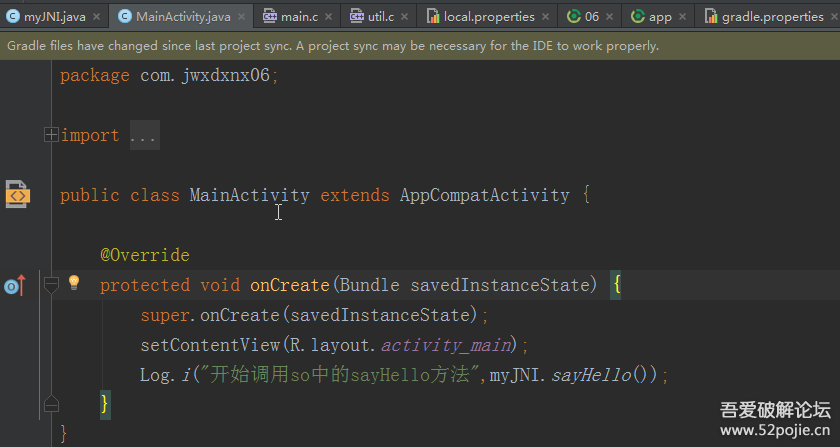 myJNI.java MainActivity.java main.c util.c local.properties 06 app gradle.properties
Gradle files have changed since last project sync. A project sync may be necessary for the IDE to work properly.
package com.jwxdxnx06;
import ...
public class MainActivity extends AppCompatActivity {
@Override
protected void onCreate(Bundle savedInstanceState) {
super.onCreate(savedInstanceState);
setContentView(R.layout.activity_main);
Log.i("开始调用so中的sayHello方法",myJNI.sayHello());
}
}
吾爱破解论坛
www.52pojie.cn